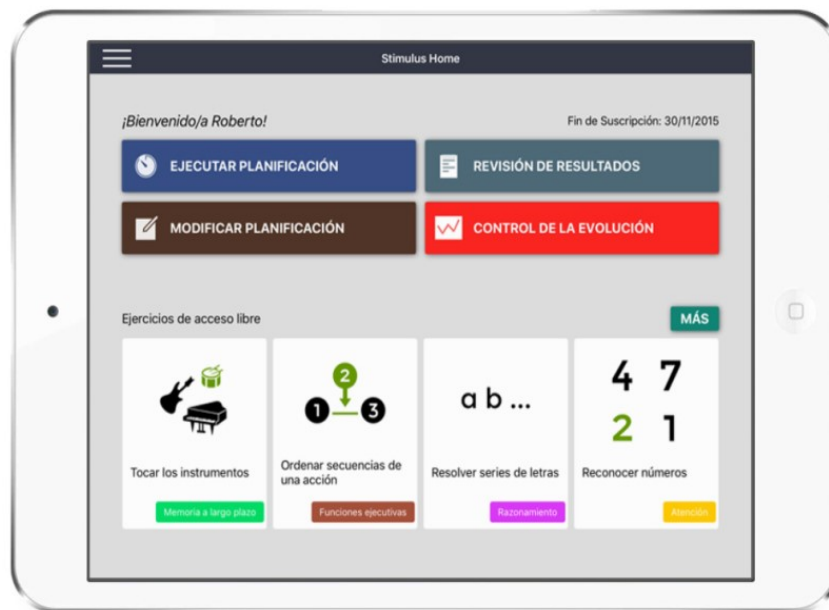 Stimulus Home
¡Bienvenido/a Roberto!
Fin de Suscripción: 30/11/2015
EJECUTAR PLANIFICACIÓN
REVISIÓN DE RESULTADOS
MODIFICAR PLANIFICACIÓN
CONTROL DE LA EVOLUCIÓN
Ejercicios de acceso libre
MÁS
Tocar los instrumentos
Memoria a largo plazo
2
1 3
Ordenar secuencias de
una acción
Funciones ejecutivas
a b ...
Resolver series de letras
Razonamiento
4 7
2 1
Reconocer números
Atención